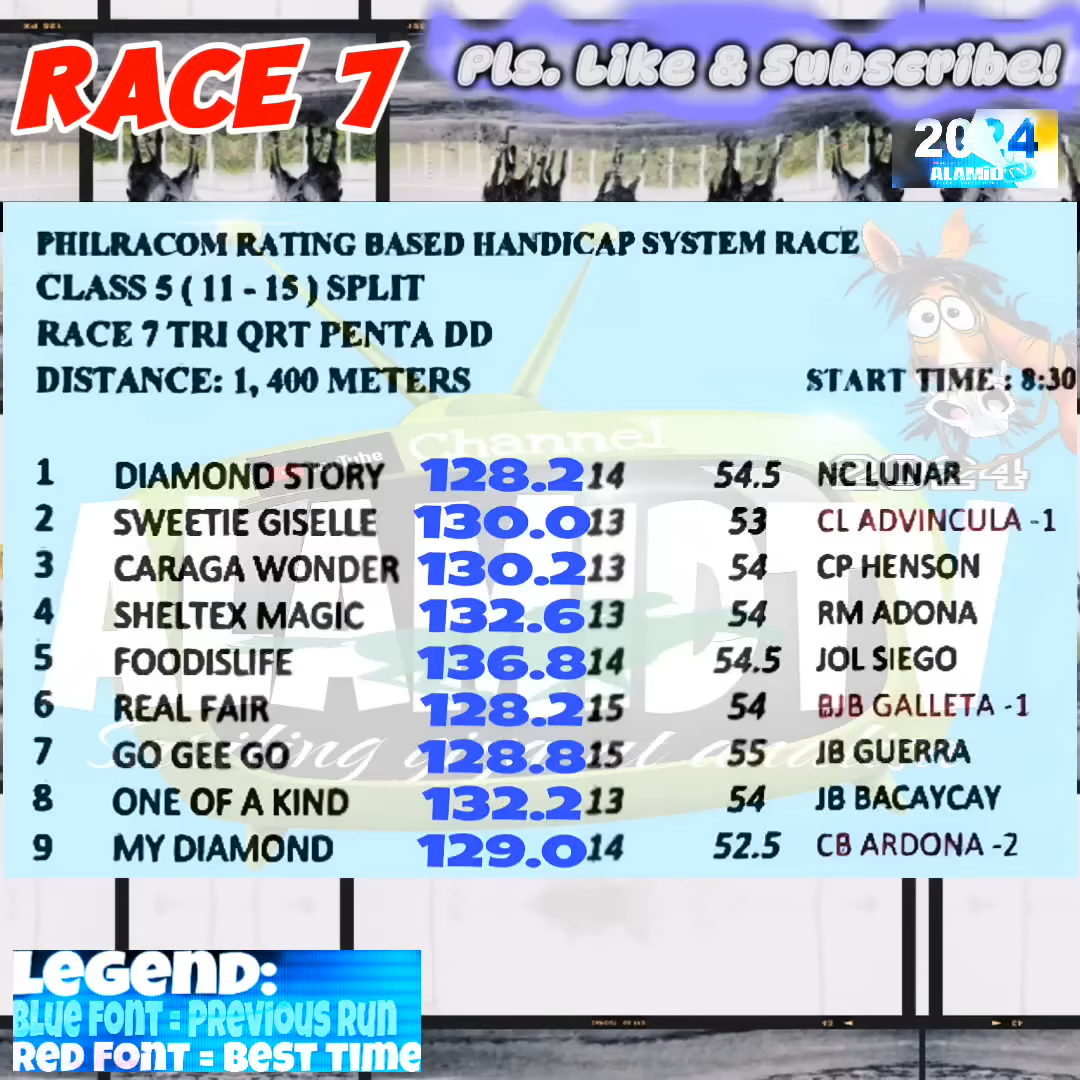 RACE 7
Pls. Like & Subscribe!
2024
ALAMID TV
PHILRACOM RATING BASED HANDICAP SYSTEM RACE
CLASS 5 ( 11 - 15 ) SPLIT
RACE 7 TRI QRT PENTA DD
DISTANCE: 1, 400 METERS START TIME : 8:30
Channel
2024
1 DIAMOND STORY 128.2 14 54.5 NC LUNAR
2 SWEETIE GISELLE 130.0 13 53 CL ADVINCULA -1
3 CARAGA WONDER 130.2 13 54 CP HENSON
4 SHELTEX MAGIC 132.6 13 54 RM ADONA
5 FOODISLIFE 136.8 14 54.5 JOL SIEGO
6 REAL FAIR 128.2 15 54 BJB GALLETA -1
7 GO GEE GO 128.8 15 55 JB GUERRA
8 ONE OF A KIND 132.2 13 54 JB BACAYCAY
9 MY DIAMOND 129.0 14 52.5 CB ARDONA -2
ALAMID TV
LEGEND:
BLUE FONT = PREVIOUS RUN
RED FONT = BEST TIME